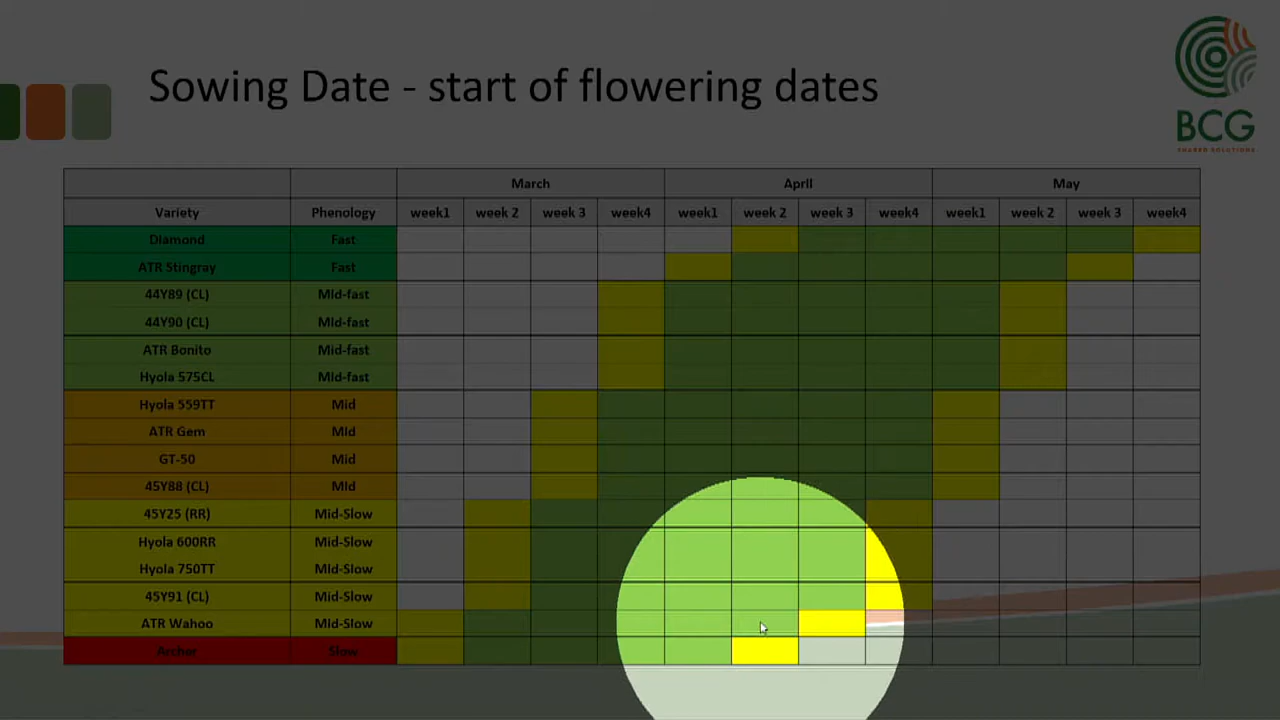 Sowing Date - start of flowering dates
BCG
SHARED SOLUTIONS.
March April May
Variety Phenology week1 week 2 week 3 week4 week1 week 2 week 3 week4 week1 week 2 week 3 week4
Diamond Fast
ATR Stingray Fast
44Y89 (CL) Mid-fast
44Y90 (CL) Mid-fast
ATR Bonito Mid-fast
Hyola 575CL Mid-fast
Hyola 559TT Mid
ATR Gem Mid
GT-50 Mid
45Y88 (CL) Mid
45Y25 (RR) Mid-Slow
Hyola 600RR Mid-Slow
Hyola 750TT Mid-Slow
45Y91 (CL) Mid-Slow
ATR Wahoo Mid-Slow
Archer Slow